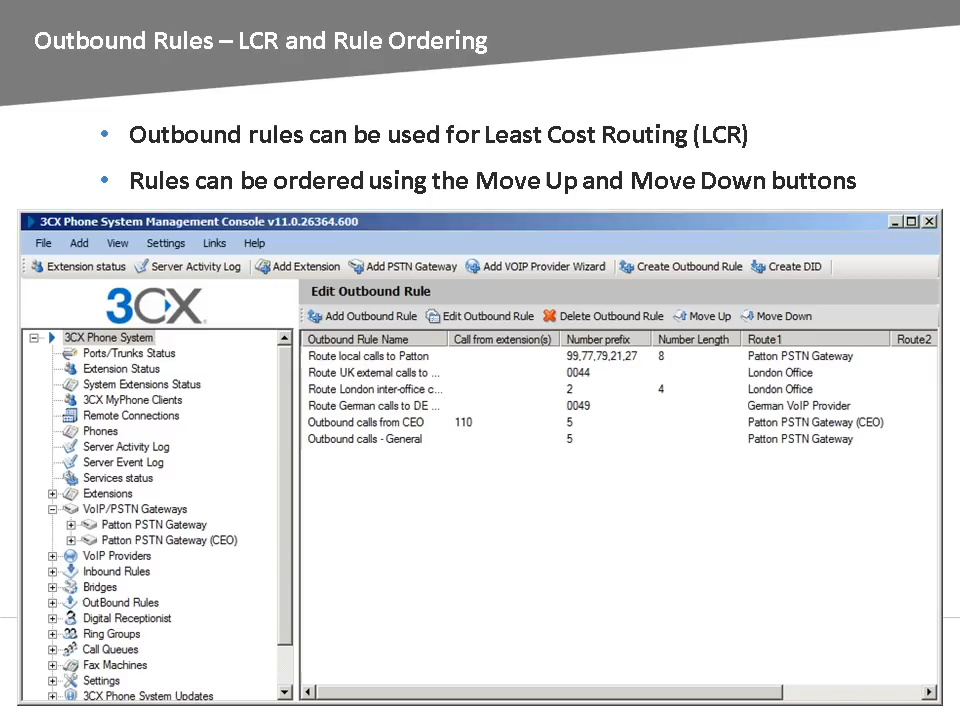 Outbound Rules – LCR and Rule Ordering
• Outbound rules can be used for Least Cost Routing (LCR)
• Rules can be ordered using the Move Up and Move Down buttons
3CX Phone System Management Console v11.0.26364.600
File Add View Settings Links Help
Extension status Server Activity Log Add Extension Add PSTN Gateway Add VOIP Provider Wizard Create Outbound Rule Create DID
3CX
Edit Outbound Rule
Add Outbound Rule Edit Outbound Rule Delete Outbound Rule Move Up Move Down
Outbound Rule Name Call from extension(s) Number prefix Number Length Route1 Route2
Route local calls to Patton 99,77,79,21,27 8 Patton PSTN Gateway
Route UK external calls to ... 0044 London Office
Route London inter-office c... 2 4 London Office
Route German calls to DE ... 0049 German VoIP Provider
Outbound calls from CEO 110 5 Patton PSTN Gateway (CEO)
Outbound calls - General 5 Patton PSTN Gateway
3CX Phone System
Ports/Trunks Status
Extension Status
System Extensions Status
3CX MyPhone Clients
Remote Connections
Phones
Server Activity Log
Server Event Log
Services status
Extensions
VoIP/PSTN Gateways
Patton PSTN Gateway
Patton PSTN Gateway (CEO)
VoIP Providers
Inbound Rules
Bridges
OutBound Rules
Digital Receptionist
Ring Groups
Call Queues
Fax Machines
Settings
3CX Phone System Updates